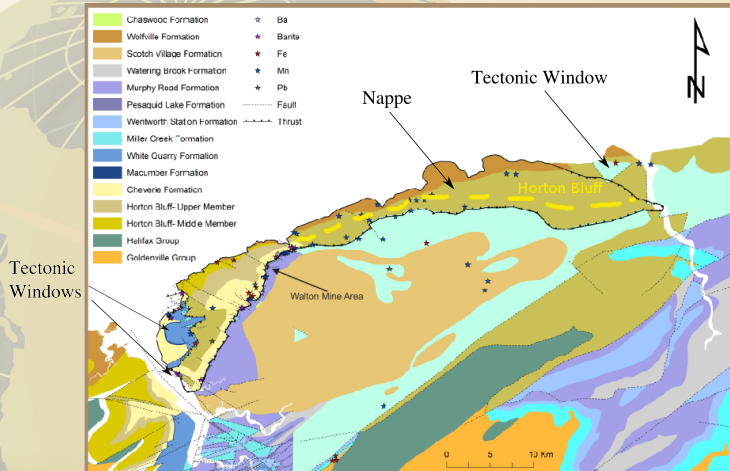 Chaswood Formation
Wolfville Formation
Scotch Village Formation
Watering Brook Formation
Murphy Road Formation
Pesaquid Lake Formation
Wentworth Station Formation
Miller Creek Formation
White Quarry Formation
Macumber Formation
Cheverie Formation
Horton Bluff- Upper Member
Horton Bluff- Middle Member
Halifax Group
Goldenville Group
Ba
Barite
Fe
Mn
Pb
Fault
Thrust
N
Tectonic Window
Nappe
Horton Bluff
Tectonic
Windows
Walton Mine Area
0 5 10 Km